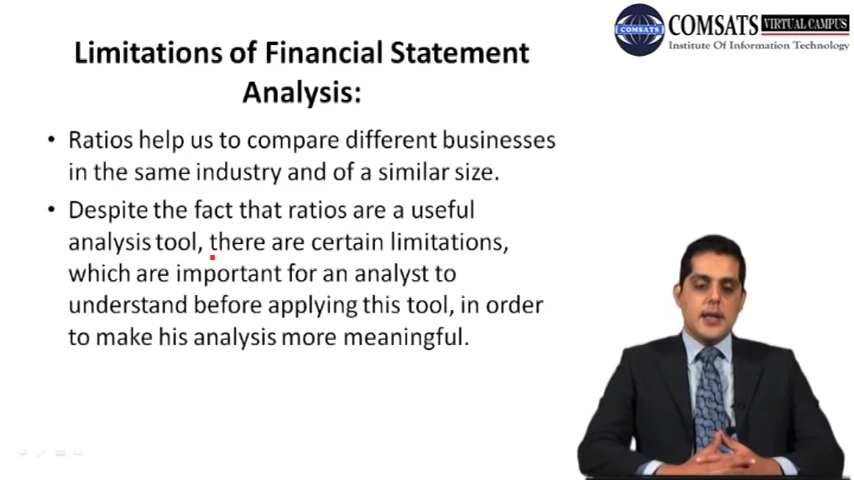 Limitations of Financial Statement
Analysis:
• Ratios help us to compare different businesses
in the same industry and of a similar size.
• Despite the fact that ratios are a useful
analysis tool, there are certain limitations,
which are important for an analyst to
understand before applying this tool, in order
to make his analysis more meaningful.
COMSATS
COMSATS VIRTUAL CAMPUS
Institute Of Information Technology